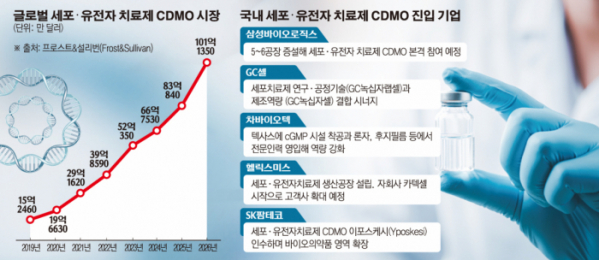 글로벌 세포·유전자 치료제 CDMO 시장
(단위: 만 달러)
※ 출처: 프로스트&설리번(Frost&Sullivan)
101억
1350
83억
840
66억
7530
52억
350
39억
8590
29억
1620
15억
2460
19억
6630
2019년 2020년 2021년 2022년 2023년 2024년 2025년 2026년
국내 세포·유전자 치료제 CDMO 진입 기업
삼성바이오로직스
5~6공장 증설해 세포·유전자 치료제 CDMO 본격 참여 예정
GC셀
세포치료제 연구·공정기술(GC녹십자랩셀)과
제조역량 (GC녹십자셀) 결합 시너지
차바이오텍
텍사스에 cGMP 시설 착공과 론자, 후지필름 등에서
전문인력 영입해 역량 강화
헬릭스미스
세포·유전자치료제 생산공장 설립, 자회사 카텍셀
시작으로 고객사 확대 예정
SK팜테코
세포·유전자치료제 CDMO 이포스케시(Yposkesi)
인수하며 바이오의약품 영역 확장